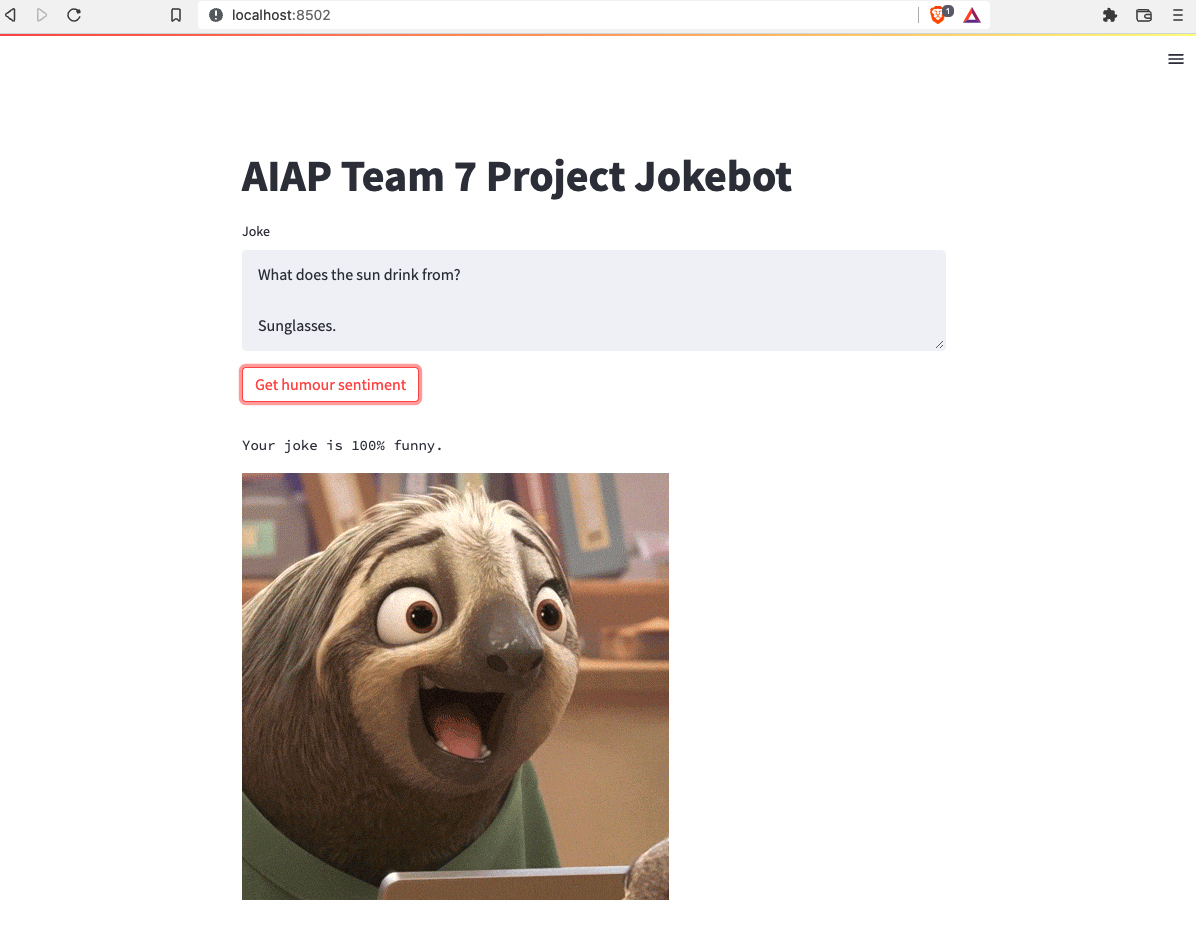 localhost:8502
1
AIAP Team 7 Project Jokebot
Joke
What does the sun drink from?
Sunglasses.
Get humour sentiment
Your joke is 100% funny.